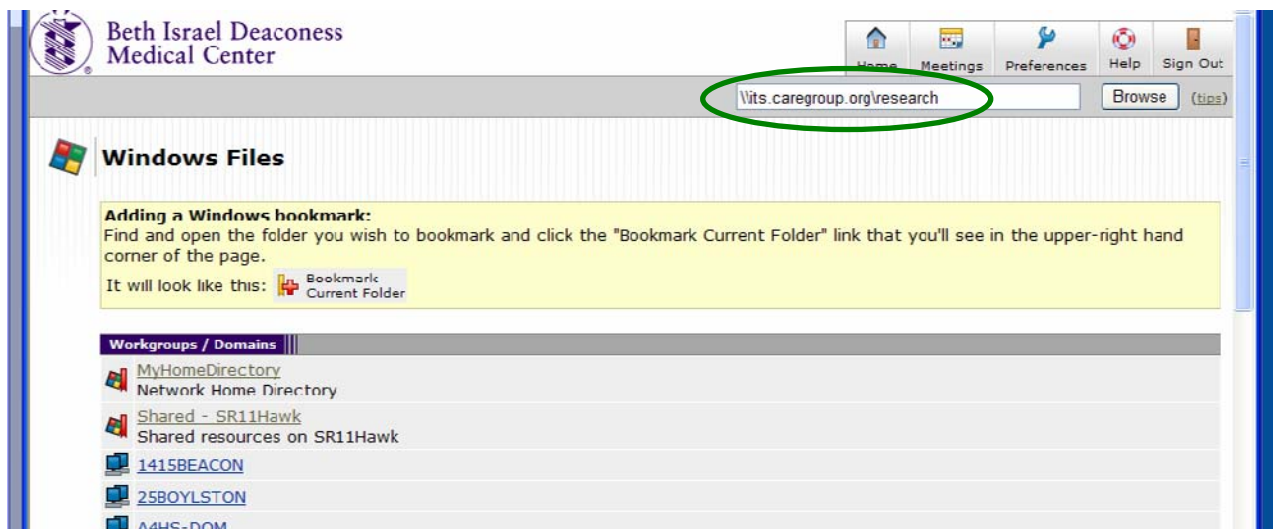 Beth Israel Deaconess
Medical Center
Home Meetings Preferences Help Sign Out
\\its.caregroup.org\research Browse (tips)
Windows Files
Adding a Windows bookmark:
Find and open the folder you wish to bookmark and click the "Bookmark Current Folder" link that you'll see in the upper-right hand
corner of the page.
It will look like this: Bookmark
Current Folder
Workgroups / Domains
MyHomeDirectory
Network Home Directory
Shared - SR11Hawk
Shared resources on SR11Hawk
1415BEACON
25BOYLSTON
A4HS-DOM